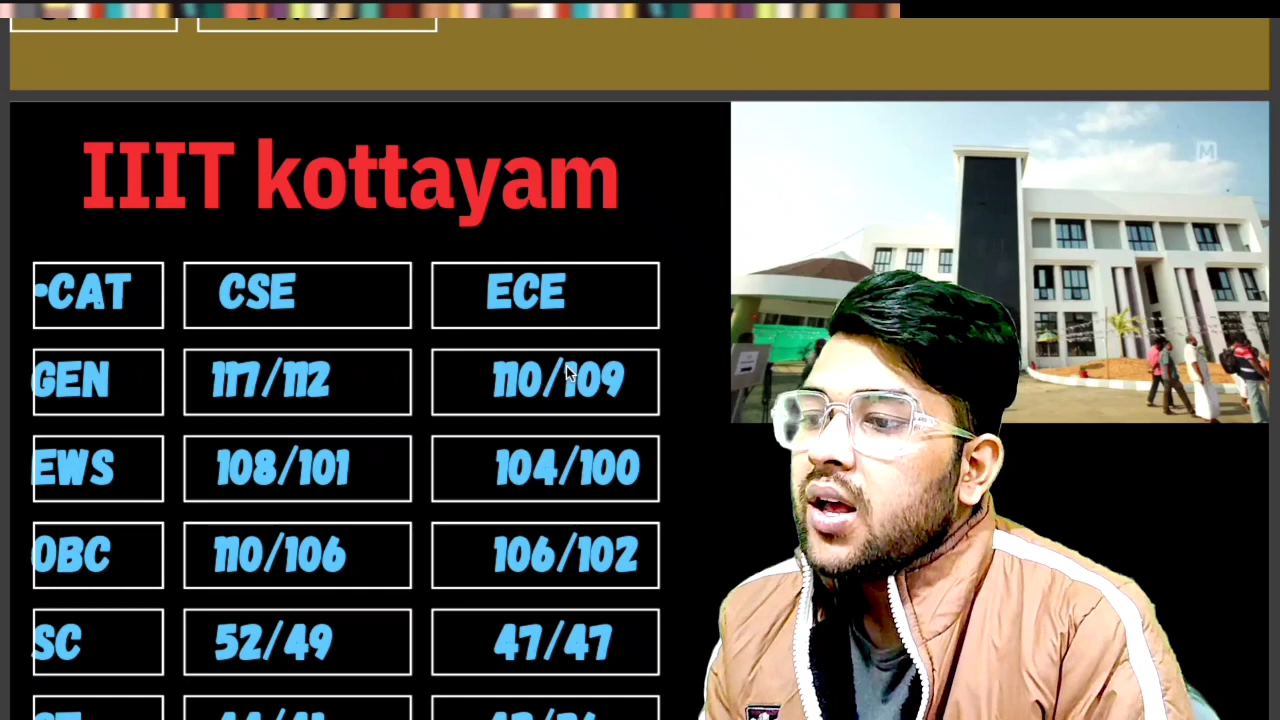 IIIT kottayam
•CAT CSE ECE
GEN 117/112 110/109
EWS 108/101 104/100
OBC 110/106 106/102
SC 52/49 47/47
M